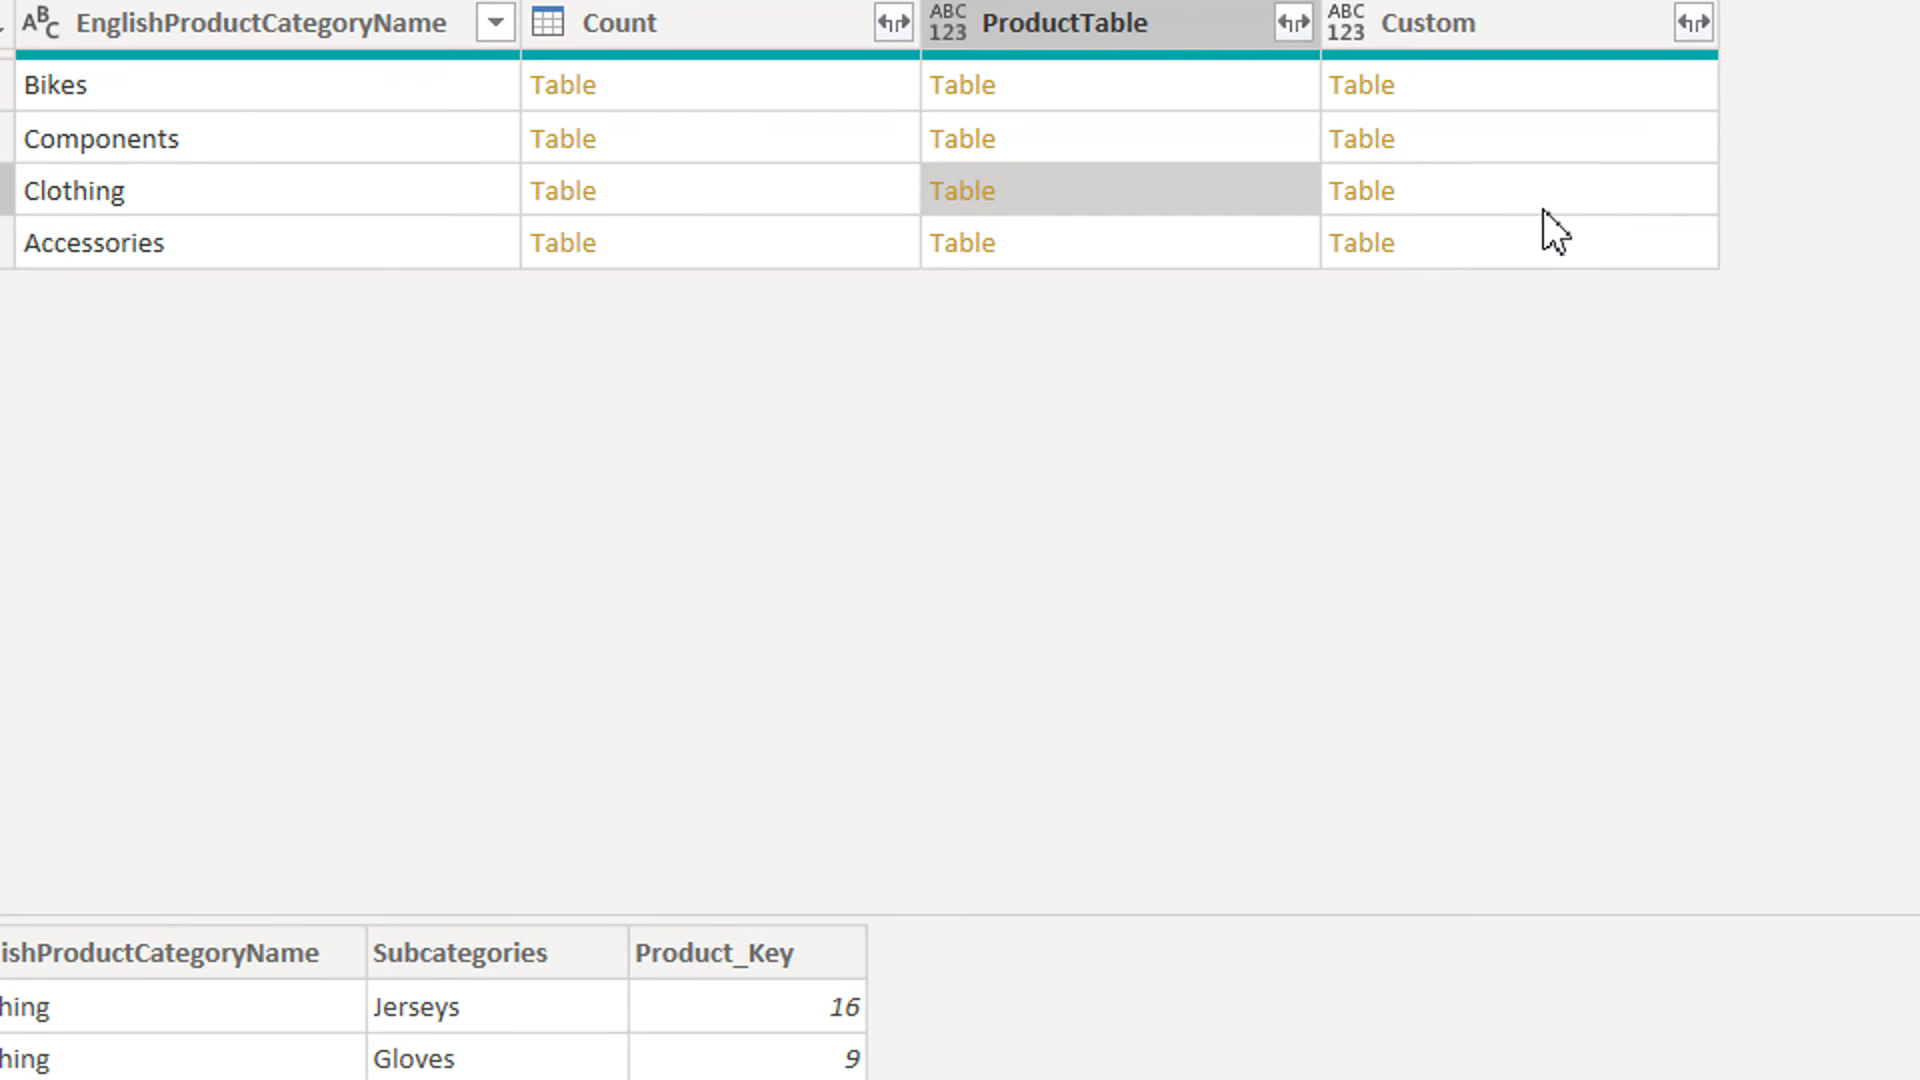 ABC EnglishProductCategoryName Count ABC 123 ProductTable ABC 123 Custom
Bikes Table Table Table
Components Table Table Table
Clothing Table Table Table
Accessories Table Table Table
ishProductCategoryName Subcategories Product_Key
hing Jerseys 16
hing Gloves 9